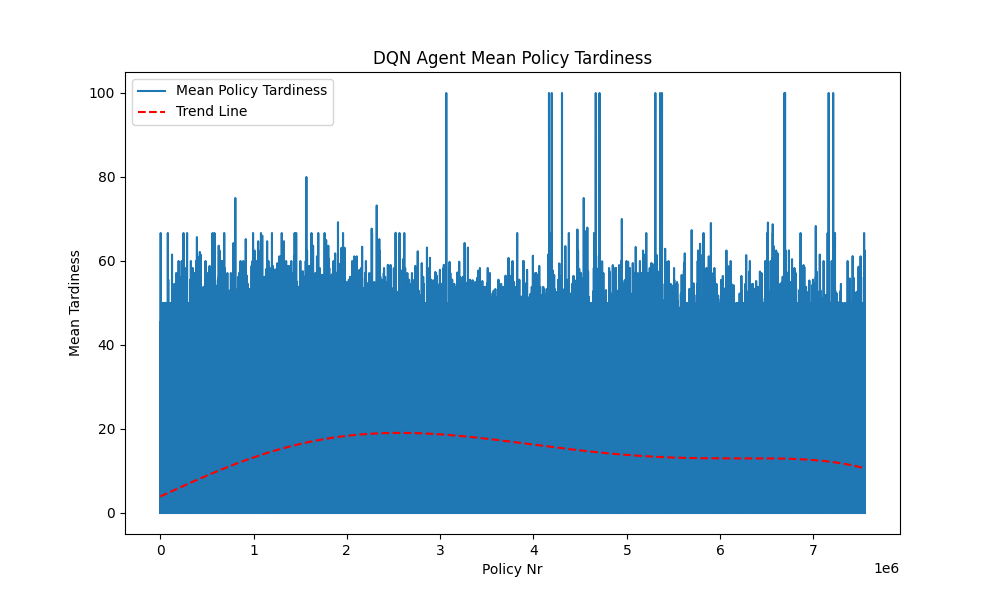 DQN Agent Mean Policy Tardiness
Mean Policy Tardiness
Trend Line
100
80
60
40
20
0
Mean Tardiness
0 1 2 3 4 5 6 7
1e6
Policy Nr